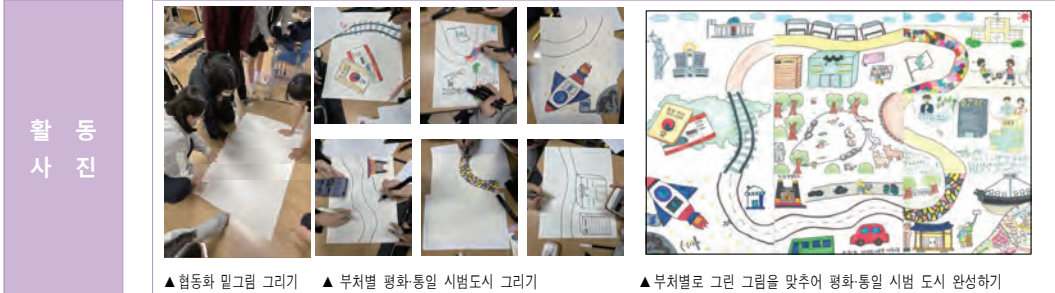 활 동
사 진
▲ 협동화 밑그림 그리기 ▲ 부처별 평화·통일 시범도시 그리기 ▲ 부처별로 그린 그림을 맞추어 평화·통일 시범 도시 완성하기